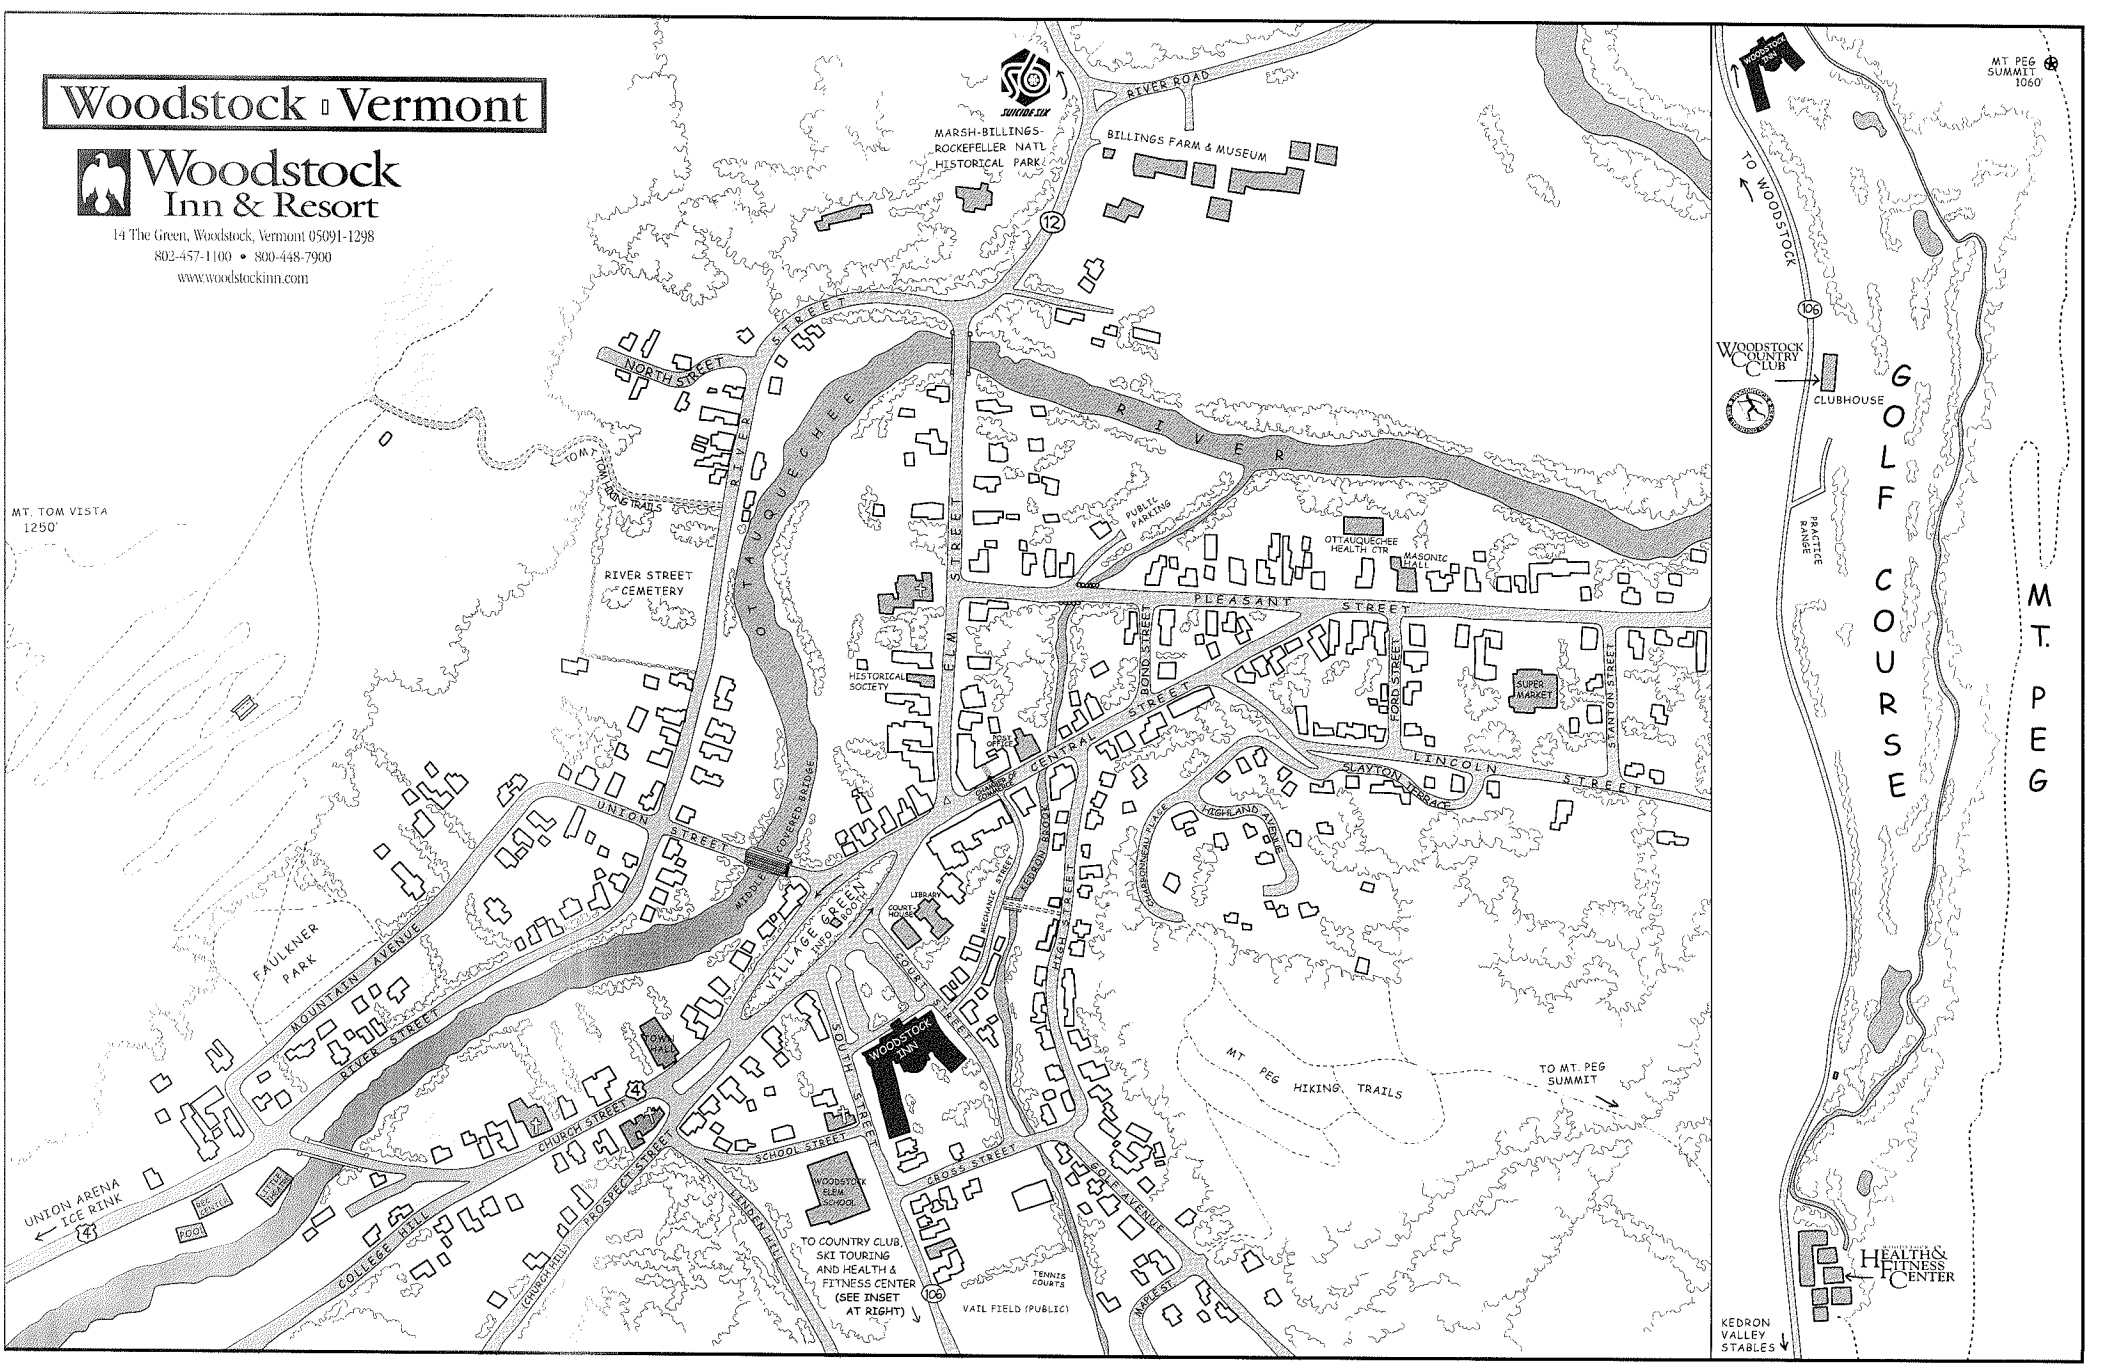 Woodstock Vermont
Woodstock
Inn & Resort
14 The Green, Woodstock, Vermont 05091-1298
802-457-1100 • 800-448-7900
www.woodstockinn.com
S6
SUICIDE SIX
RIVER ROAD
MARSH-BILLINGS-
ROCKEFELLER NATL
HISTORICAL PARK
BILLINGS FARM & MUSEUM
12
RIVER STREET
NORTH STREET
OTTAUQUECHEE RIVER
TO MT. TOM HIKING TRAILS
MT. TOM VISTA
1250'
RIVER STREET
CEMETERY
ELM STREET
PUBLIC
PARKING
OTTAUQUECHEE
HEALTH CTR
MASONIC
HALL
PLEASANT STREET
HISTORICAL
SOCIETY
BOND STREET
FORD STREET
SUPER
MARKET
STANTON STREET
POST
OFFICE
CHAMBER OF
COMMERCE
CENTRAL STREET
LINCOLN STREET
SLAYTON TERRACE
HIGHLAND AVENUE
CHARBONNEAU PLACE
UNION STREET
MIDDLE COVERED BRIDGE
KEDRON BROOK
MECHANIC STREET
HIGH STREET
LIBRARY
COURT-
HOUSE
VILLAGE GREEN
INFO BOOTH
COURT STREET
FAULKNER
PARK
MOUNTAIN AVENUE
RIVER STREET
TOWN
HALL
WOODSTOCK
INN
SOUTH STREET
MT PEG HIKING TRAILS
TO MT. PEG
SUMMIT
4
CHURCH STREET
SCHOOL STREET
CROSS STREET
GOLF AVENUE
WOODSTOCK
ELEM
SCHOOL
PROSPECT STREET
(CHURCH HILL)
LINDEN HILL
COLLEGE HILL
UNION ARENA
ICE RINK
4
REC
CENTER
POOL
LITTLE
THEATRE
TO COUNTRY CLUB,
SKI TOURING
AND HEALTH &
FITNESS CENTER
(SEE INSET
AT RIGHT)
106
VAIL FIELD (PUBLIC)
TENNIS
COURTS
MAPLE ST.
WOODSTOCK
INN
MT PEG
SUMMIT
1060'
TO WOODSTOCK
106
WOODSTOCK
COUNTRY
CLUB
CLUBHOUSE
GOLF COURSE
PRACTICE
RANGE
MT. PEG
HEALTH &
FITNESS
CENTER
KEDRON
VALLEY
STABLES